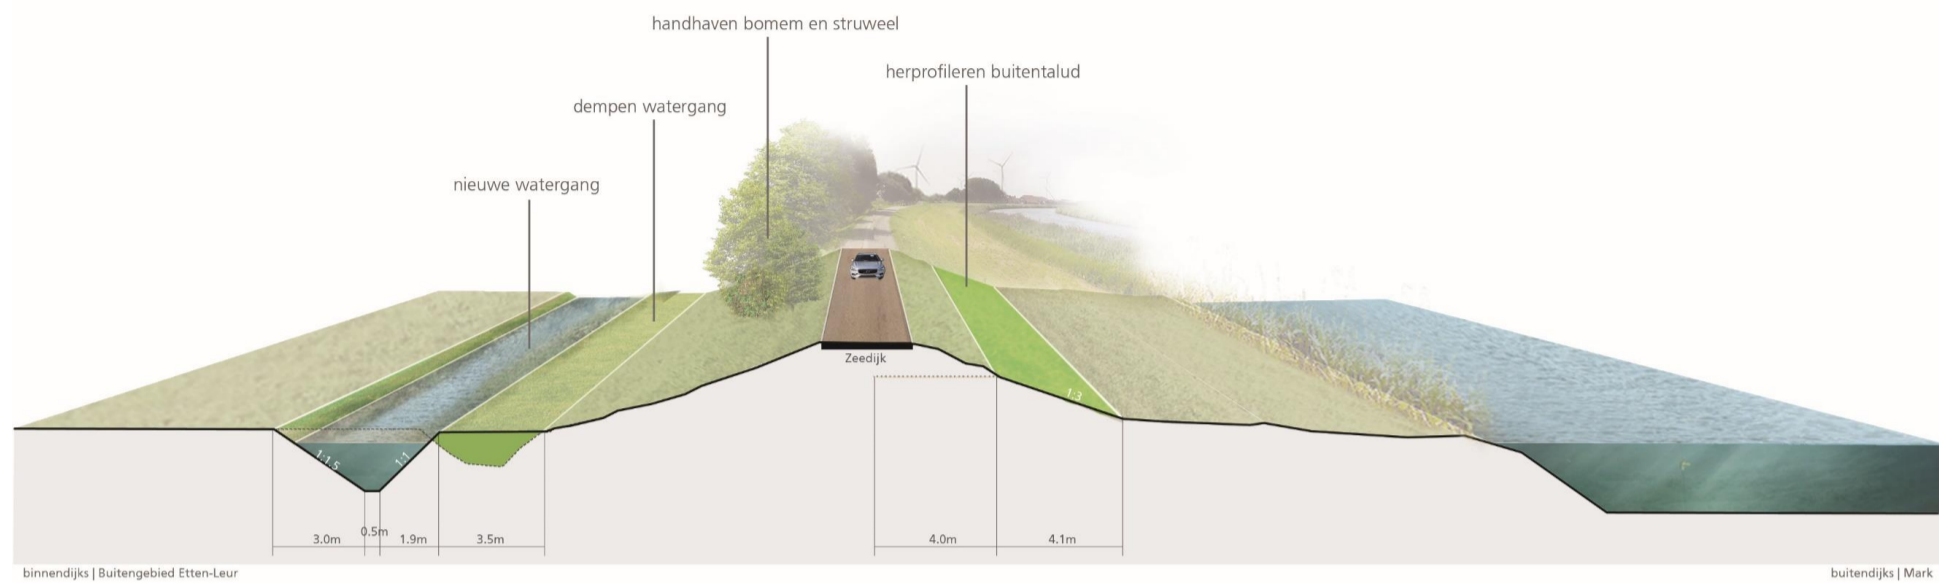 handhaven bomem en struweel
herprofileren buitentalud
dempen watergang
nieuwe watergang
Zeedijk
1:3
1:1.5
1:1
3.0m
0.5m
1.9m
3.5m
4.0m
4.1m
binnendijks | Buitengebied Etten-Leur
buitendijks | Mark